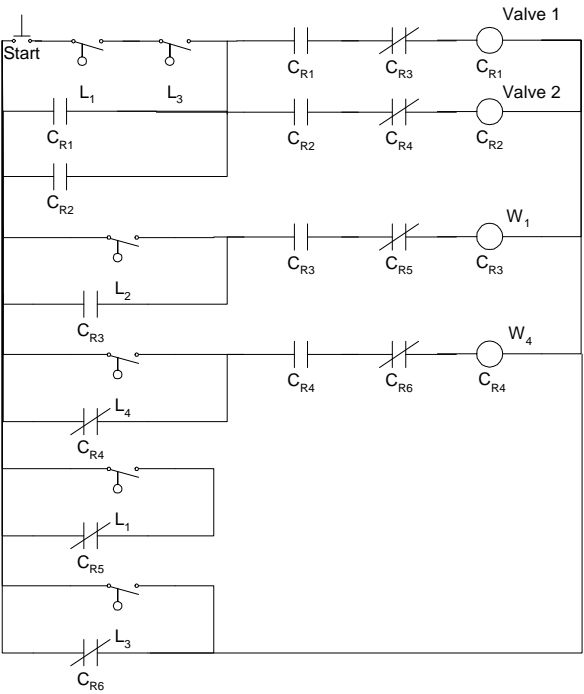 Valve 1
Start
L1 L3 CR1 CR3 CR1
Valve 2
CR1 CR2 CR4 CR2
CR2
W1
CR3 CR5 CR3
L2
CR3
W4
CR4 CR6 CR4
L4
CR4
L1
CR5
L3
CR6